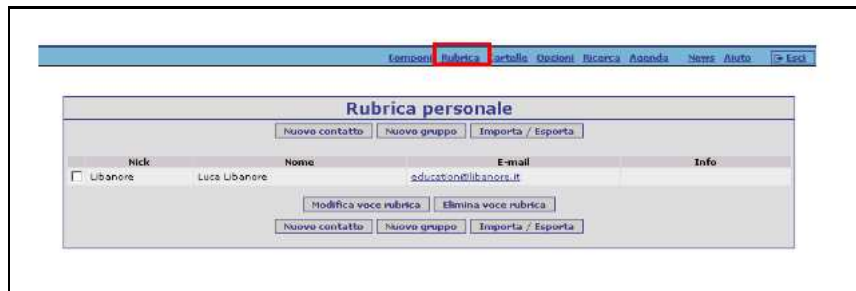 Componi Rubrica Cartelle Opzioni Ricerca Agenda News Aiuto Esci
Rubrica personale
Nuovo contatto Nuovo gruppo Importa / Esporta
Nick Nome E-mail Info
Libanore Luca Libanore education@libanore.it
Modifica voce rubrica Elimina voce rubrica
Nuovo contatto Nuovo gruppo Importa / Esporta